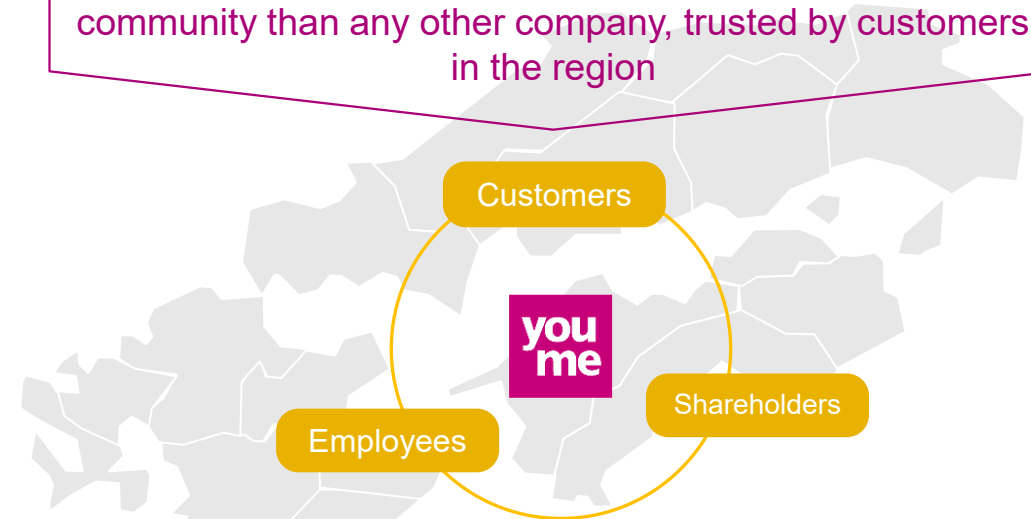 community than any other company, trusted by customers
in the region
Customers
you
me
Shareholders
Employees